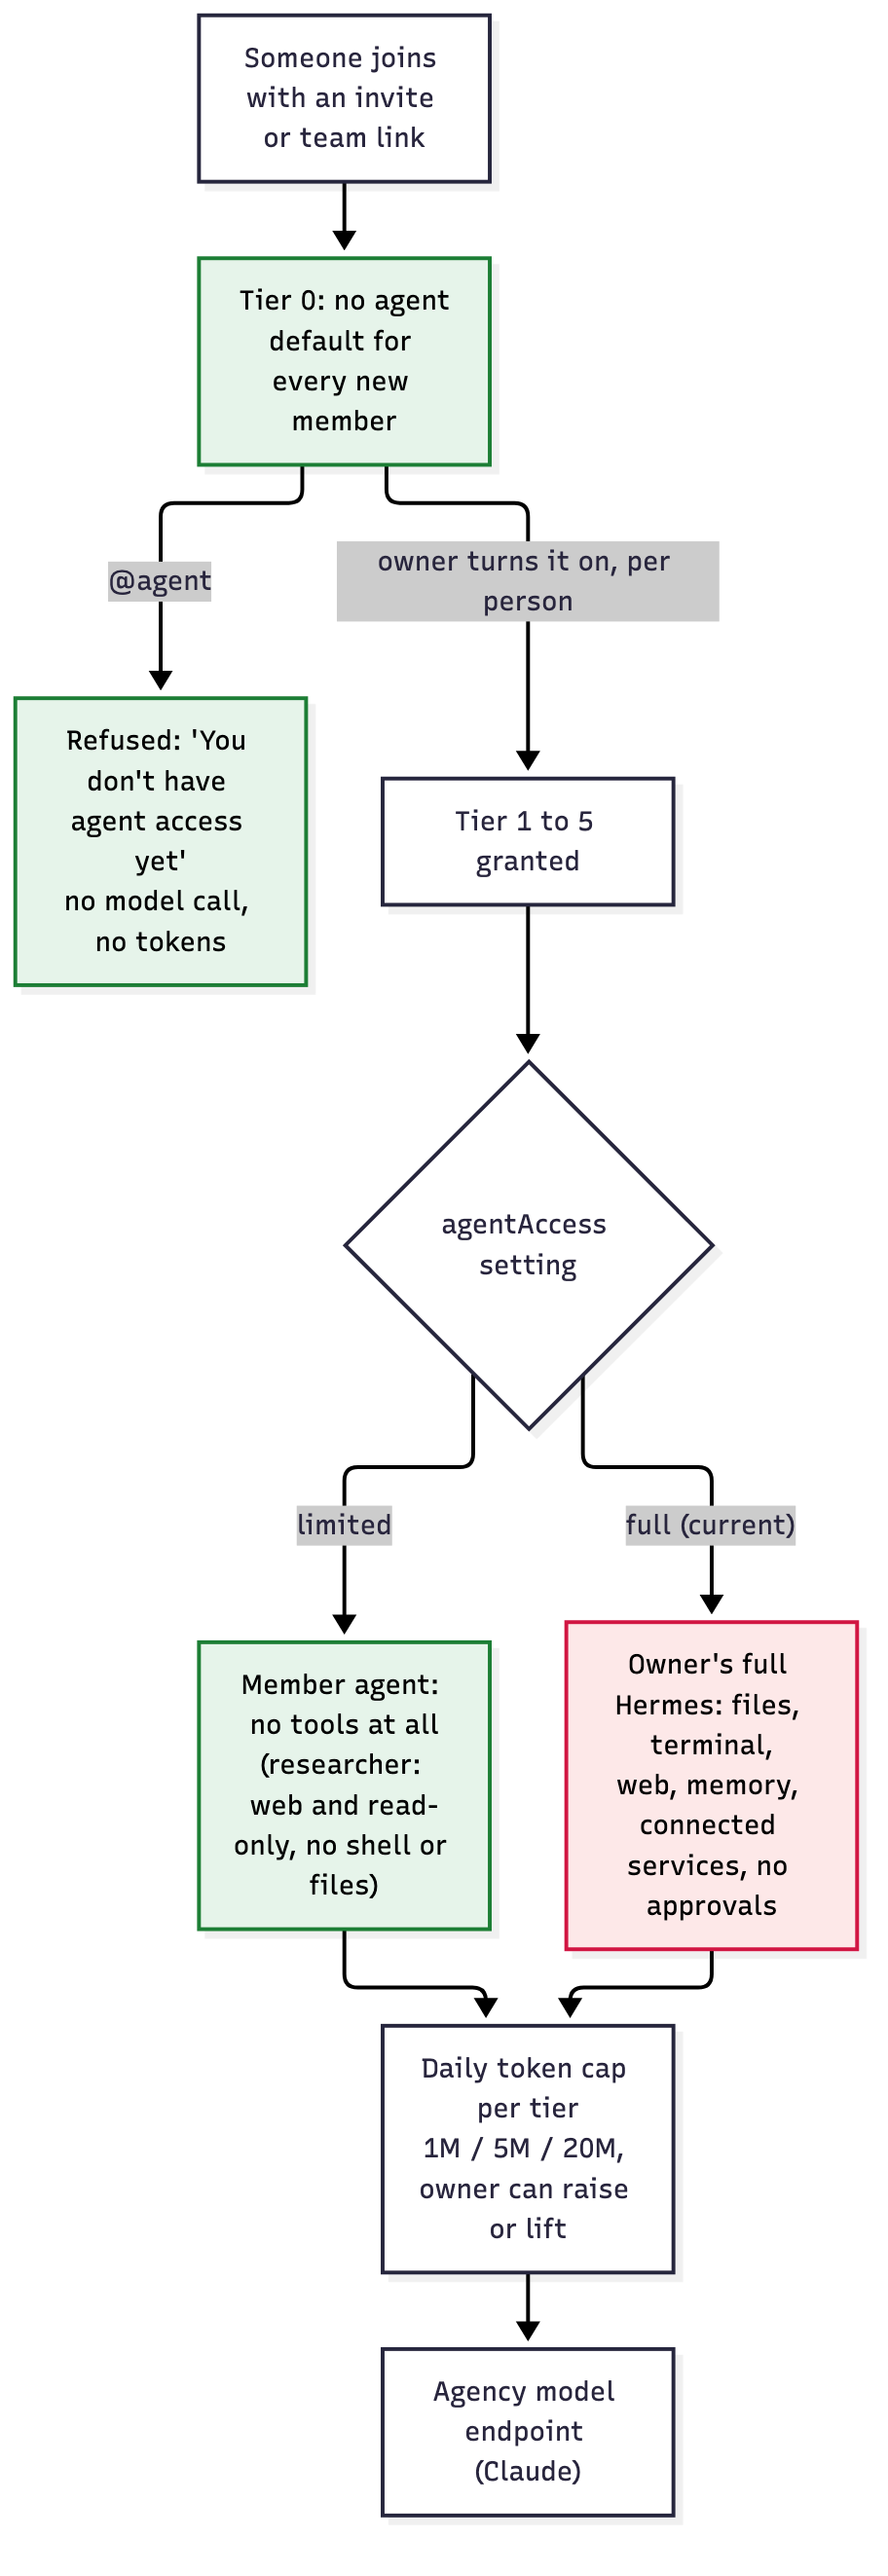 Someone joins
with an invite
or team link
Tier 0: no agent
default for
every new
member
@agent
owner turns it on, per
person
Refused: 'You
don't have
agent access
yet'
no model call,
no tokens
Tier 1 to 5
granted
agentAccess
setting
limited
full (current)
Member agent:
no tools at all
(researcher:
web and read-
only, no shell or
files)
Owner's full
Hermes: files,
terminal,
web, memory,
connected
services, no
approvals
Daily token cap
per tier
1M / 5M / 20M,
owner can raise
or lift
Agency model
endpoint
(Claude)